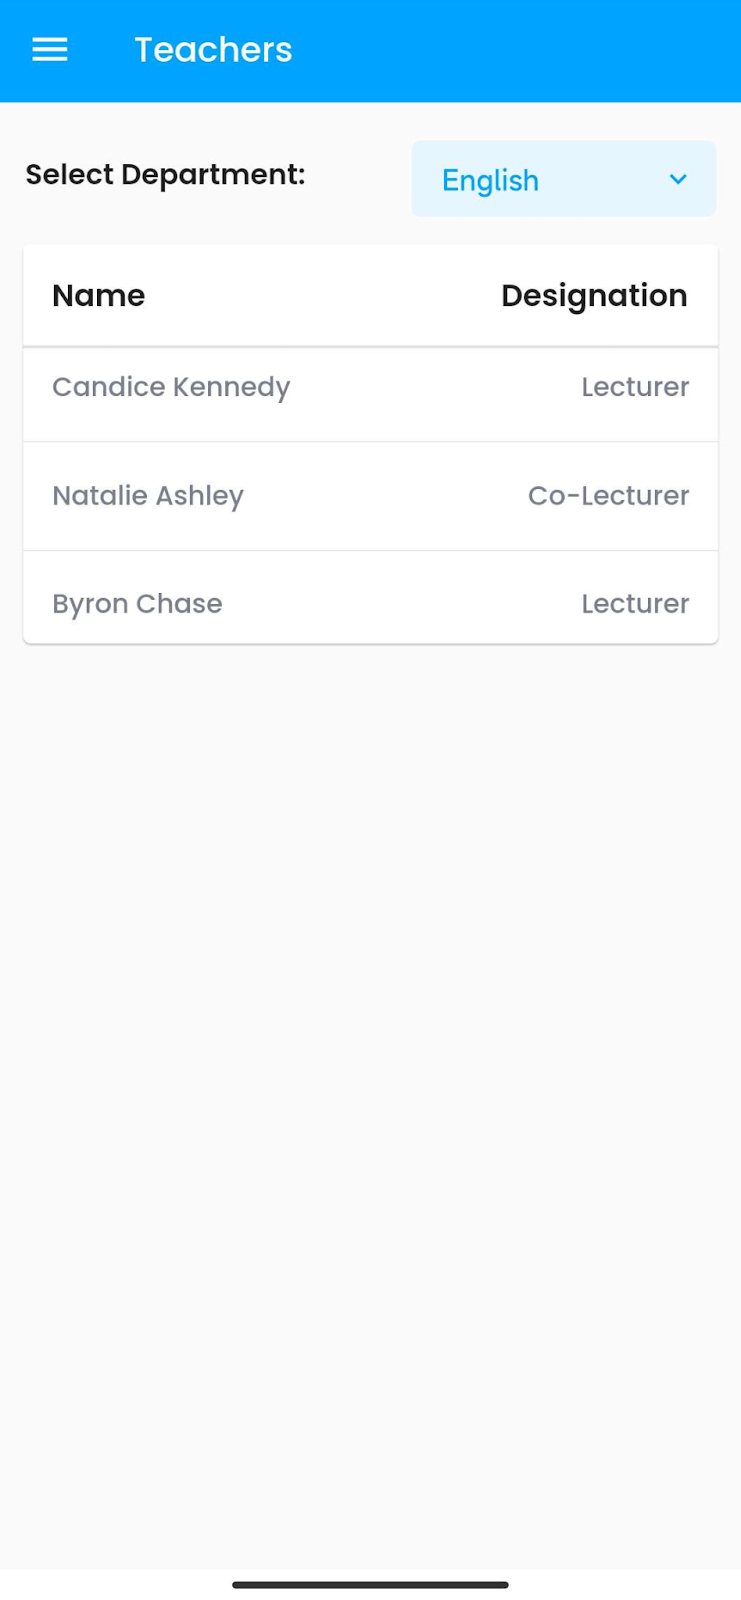 Teachers
Select Department: English
Name Designation
Candice Kennedy Lecturer
Natalie Ashley Co-Lecturer
Byron Chase Lecturer